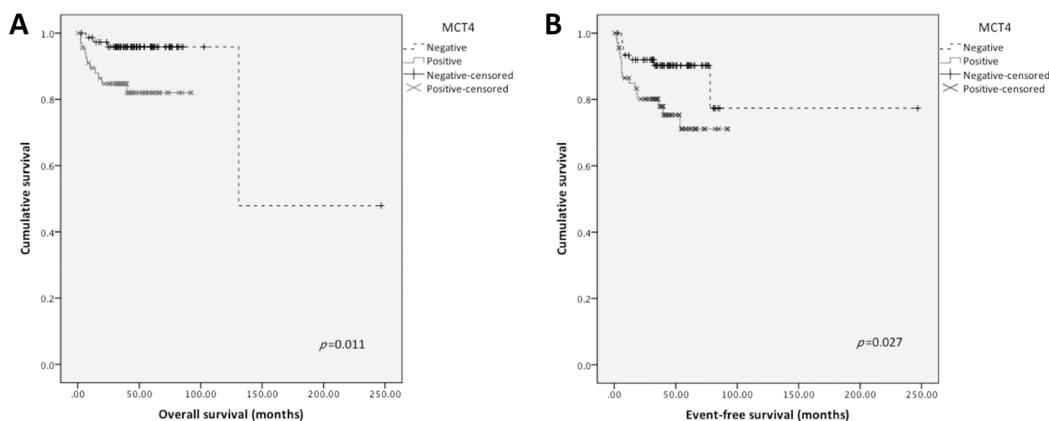 A
MCT4
Negative
Positive
Negative-censored
Positive-censored
Cumulative survival
1.0
0.8
0.6
0.4
0.2
0.0
p=0.011
.00 50.00 100.00 150.00 200.00 250.00
Overall survival (months)
B
MCT4
Negative
Positive
Negative-censored
Positive-censored
Cumulative survival
1.0
0.8
0.6
0.4
0.2
0.0
p=0.027
.00 50.00 100.00 150.00 200.00 250.00
Event-free survival (months)